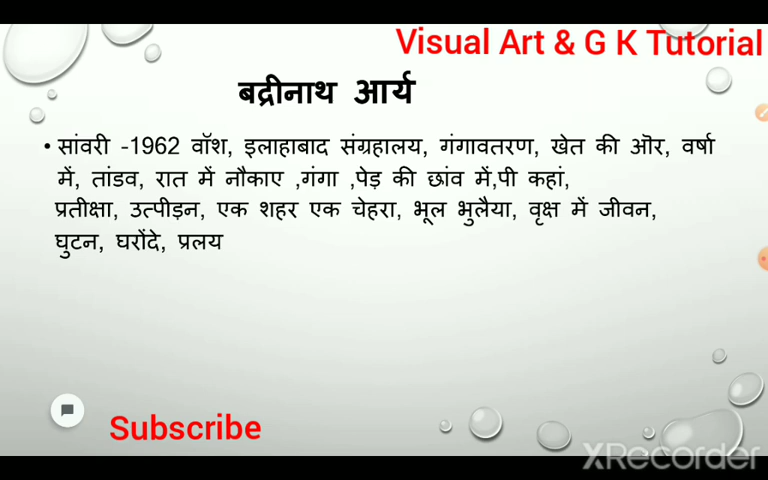 Visual Art & G K Tutorial
बद्रीनाथ आर्य
• सांवरी -1962 वॉश, इलाहाबाद संग्रहालय, गंगावतरण, खेत की ऒर, वर्षा
में, तांडव, रात में नौकाए ,गंगा ,पेड़ की छांव में,पी कहां,
प्रतीक्षा, उत्पीड़न, एक शहर एक चेहरा, भूल भुलैया, वृक्ष में जीवन,
घुटन, घरोंदे, प्रलय
Subscribe
XRecorder